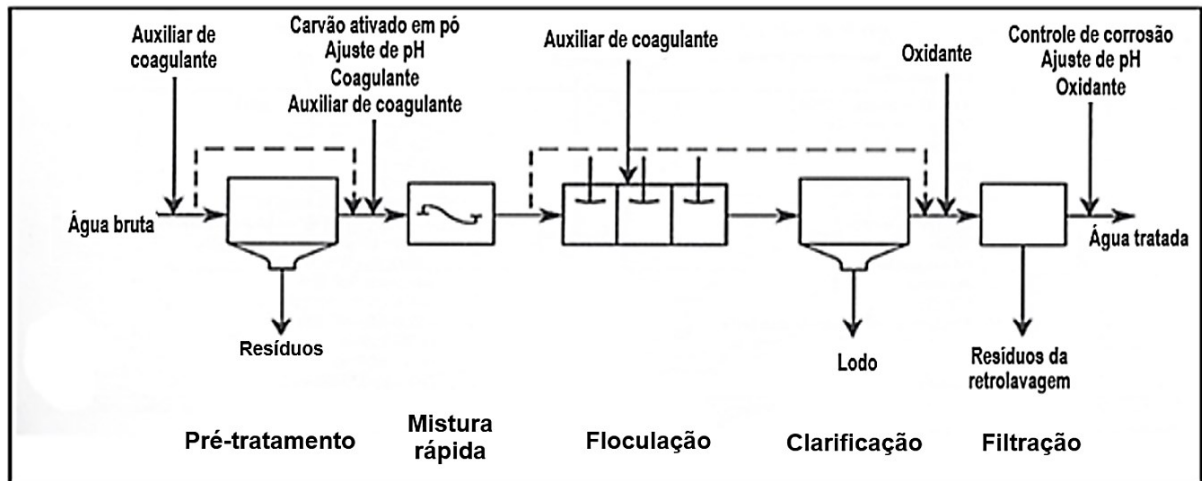 Auxiliar de
coagulante
Carvão ativado em pó
Ajuste de pH
Coagulante
Auxiliar de coagulante
Auxiliar de coagulante
Oxidante
Controle de corrosão
Ajuste de pH
Oxidante
Água bruta
Água tratada
Resíduos
Lodo
Resíduos da
retrolavagem
Pré-tratamento
Mistura
rápida
Floculação
Clarificação
Filtração